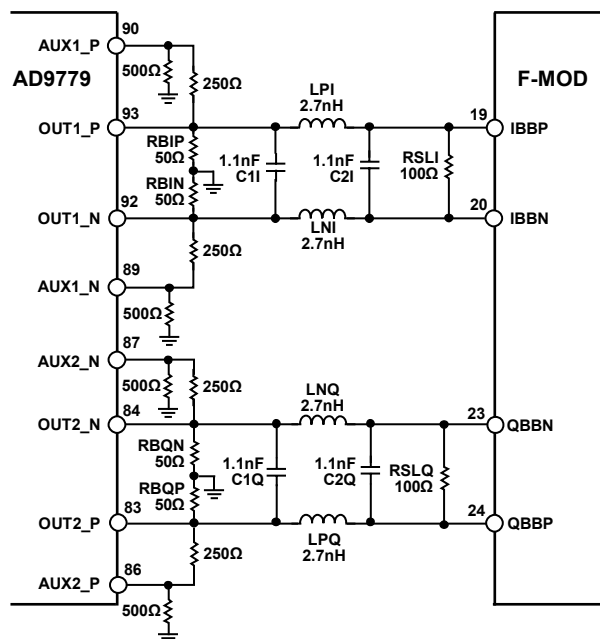 90
AUX1_P
AD9779
500Ω
250Ω
LPI
2.7nH
F-MOD
93
OUT1_P
19
IBBP
RBIP
50Ω
1.1nF
C1I
1.1nF
C2I
RSLI
100Ω
RBIN
50Ω
92
OUT1_N
20
IBBN
LNI
2.7nH
250Ω
89
AUX1_N
500Ω
87
AUX2_N
500Ω
250Ω
LNQ
2.7nH
84
OUT2_N
23
QBBN
RBQN
50Ω
1.1nF
C1Q
1.1nF
C2Q
RSLQ
100Ω
RBQP
50Ω
83
OUT2_P
24
QBBP
LPQ
2.7nH
250Ω
86
AUX2_P
500Ω